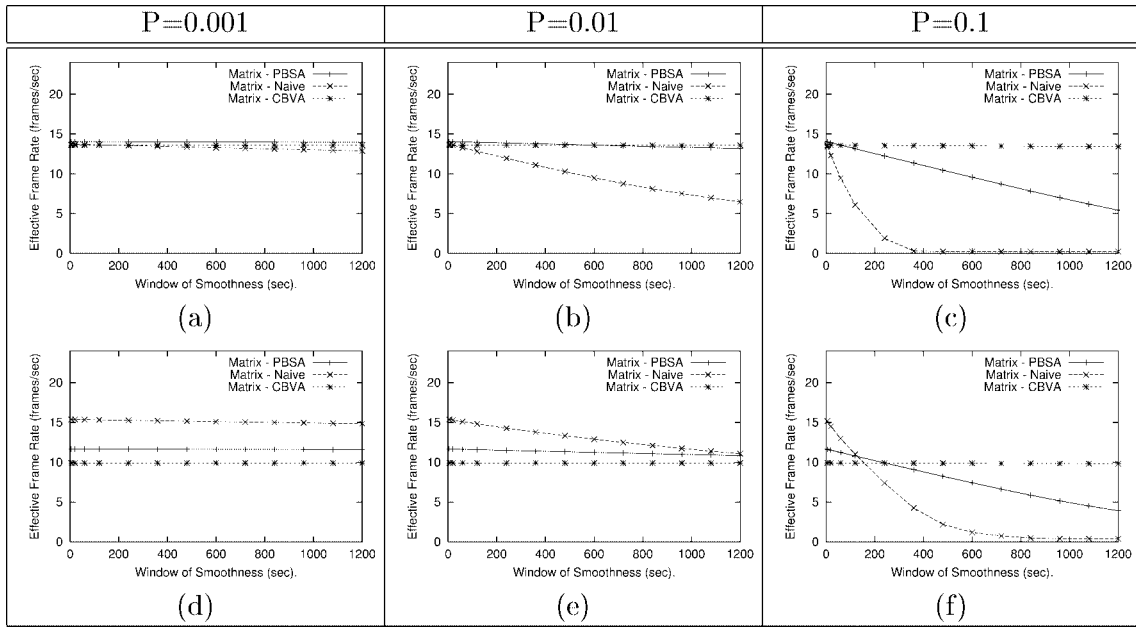 P=0.001
P=0.01
P=0.1
Effective Frame Rate (frames/sec)
20
15
10
5
0
Matrix - PBSA
Matrix - Naive
Matrix - CBVA
0 200 400 600 800 1000 1200
Window of Smoothness (sec).
(a)
Effective Frame Rate (frames/sec)
20
15
10
5
0
Matrix - PBSA
Matrix - Naive
Matrix - CBVA
0 200 400 600 800 1000 1200
Window of Smoothness (sec).
(b)
Effective Frame Rate (frames/sec)
20
15
10
5
0
Matrix - PBSA
Matrix - Naive
Matrix - CBVA
0 200 400 600 800 1000 1200
Window of Smoothness (sec).
(c)
Effective Frame Rate (frames/sec)
20
15
10
5
0
Matrix - PBSA
Matrix - Naive
Matrix - CBVA
0 200 400 600 800 1000 1200
Window of Smoothness (sec).
(d)
Effective Frame Rate (frames/sec)
20
15
10
5
0
Matrix - PBSA
Matrix - Naive
Matrix - CBVA
0 200 400 600 800 1000 1200
Window of Smoothness (sec).
(e)
Effective Frame Rate (frames/sec)
20
15
10
5
0
Matrix - PBSA
Matrix - Naive
Matrix - CBVA
0 200 400 600 800 1000 1200
Window of Smoothness (sec).
(f)